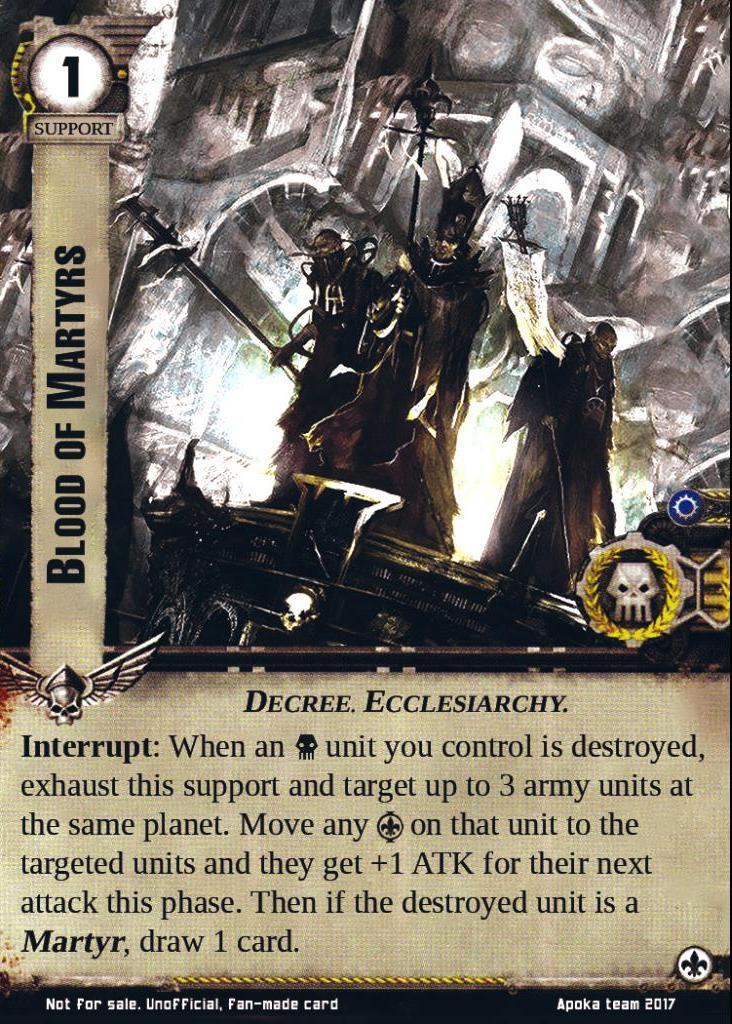 1
SUPPORT
BLOOD OF MARTYRS
DECREE. ECCLESIARCHY.
Interrupt: When an unit you control is destroyed,
exhaust this support and target up to 3 army units at
the same planet. Move any on that unit to the
targeted units and they get +1 ATK for their next
attack this phase. Then if the destroyed unit is a
Martyr, draw 1 card.
Not for sale. Unofficial, Fan-made card
Apoka team 2017